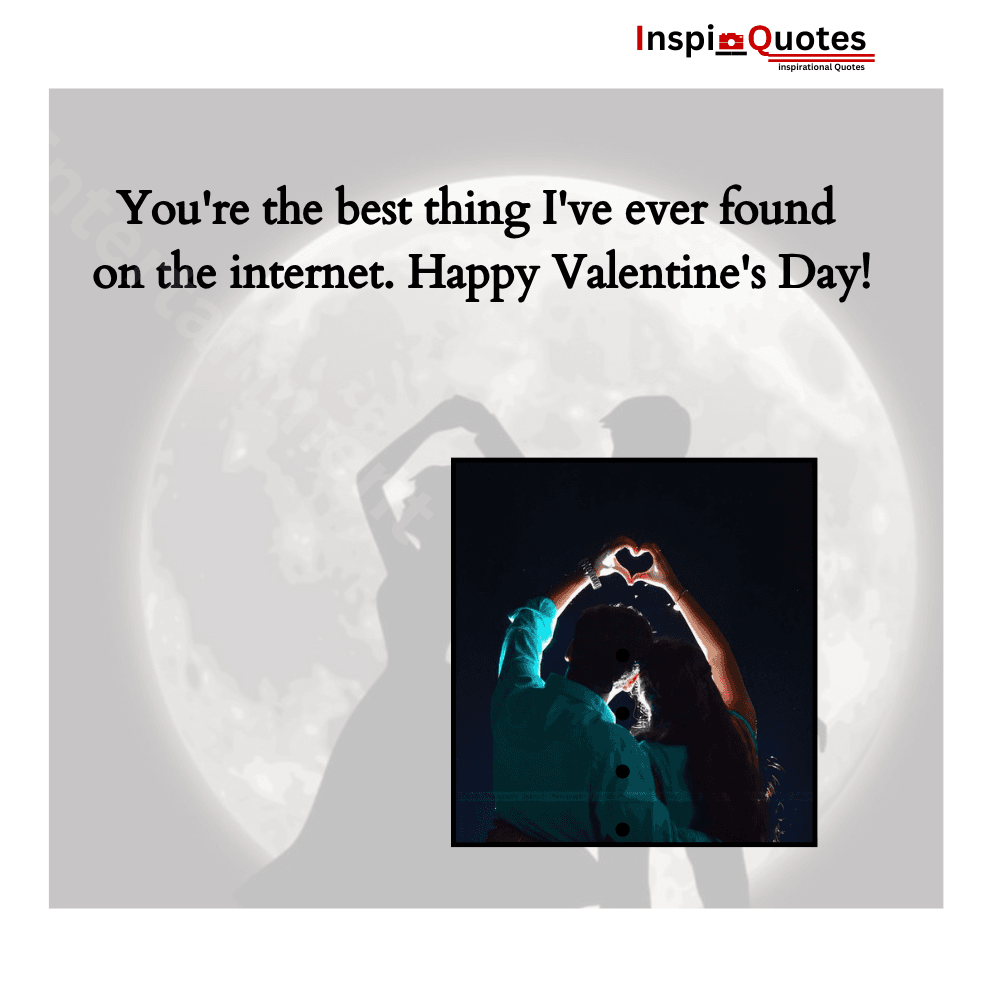 Inspi Quotes
inspirational Quotes
You're the best thing I've ever found
on the internet. Happy Valentine's Day!